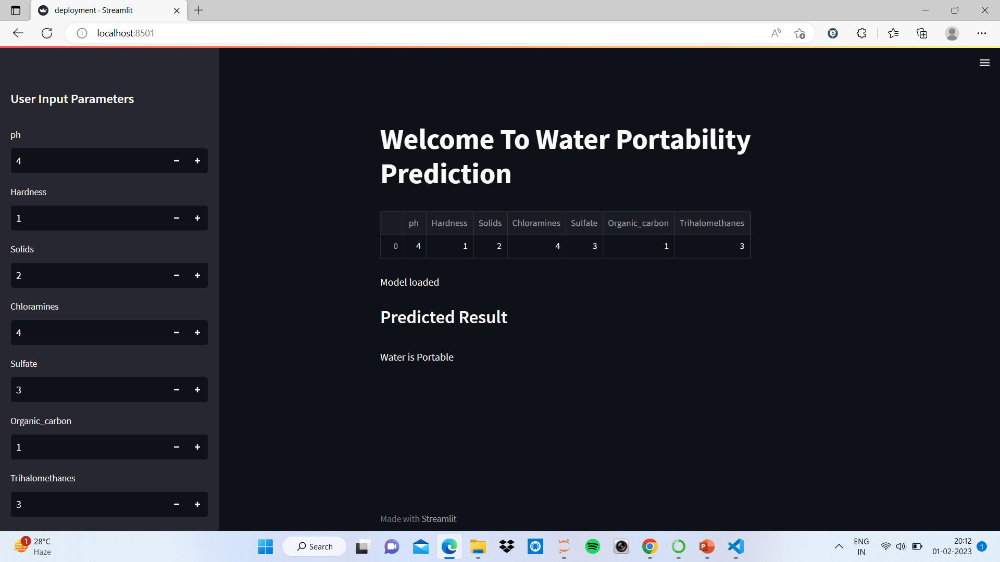 deployment · Streamlit
localhost:8501
User Input Parameters
ph
4
Hardness
1
Solids
2
Chloramines
4
Sulfate
3
Organic_carbon
1
Trihalomethanes
3
Welcome To Water Portability
Prediction
ph Hardness Solids Chloramines Sulfate Organic_carbon Trihalomethanes
0 4 1 2 4 3 1 3
Model loaded
Predicted Result
Water is Portable
Made with Streamlit
1
28°C
Haze
Search
P
ENG
IN
20:12
01-02-2023
1